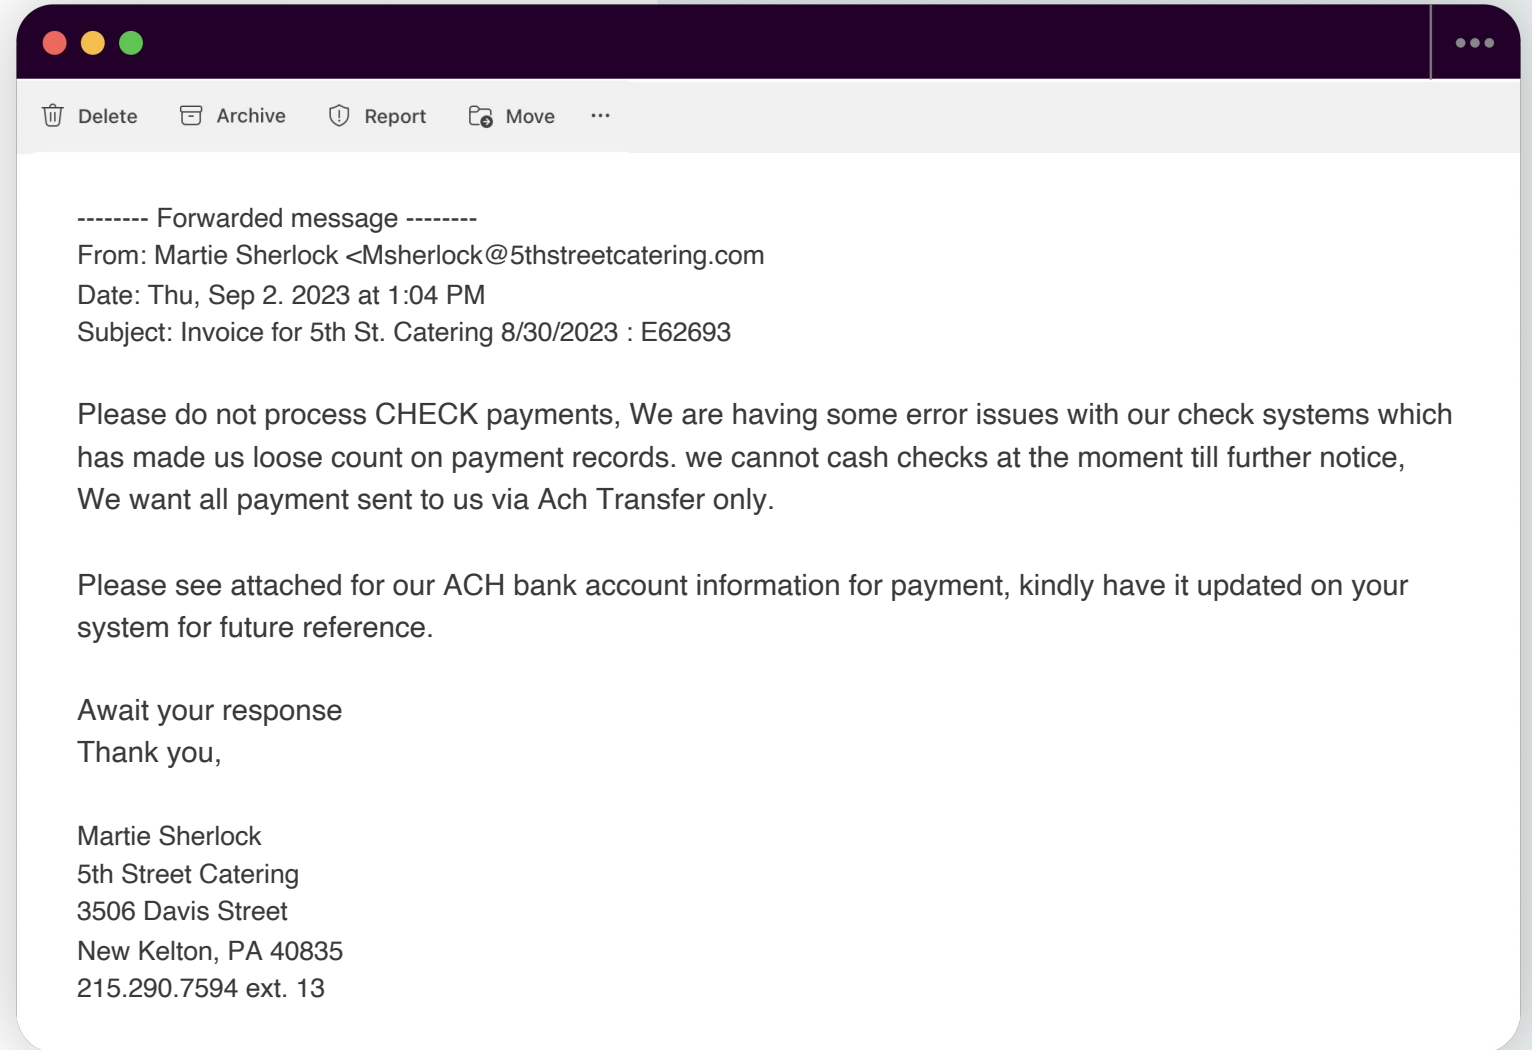 Delete Archive Report Move ...
-------- Forwarded message --------
From: Martie Sherlock <Msherlock@5thstreetcatering.com
Date: Thu, Sep 2. 2023 at 1:04 PM
Subject: Invoice for 5th St. Catering 8/30/2023 : E62693
Please do not process CHECK payments, We are having some error issues with our check systems which
has made us loose count on payment records. we cannot cash checks at the moment till further notice,
We want all payment sent to us via Ach Transfer only.
Please see attached for our ACH bank account information for payment, kindly have it updated on your
system for future reference.
Await your response
Thank you,
Martie Sherlock
5th Street Catering
3506 Davis Street
New Kelton, PA 40835
215.290.7594 ext. 13